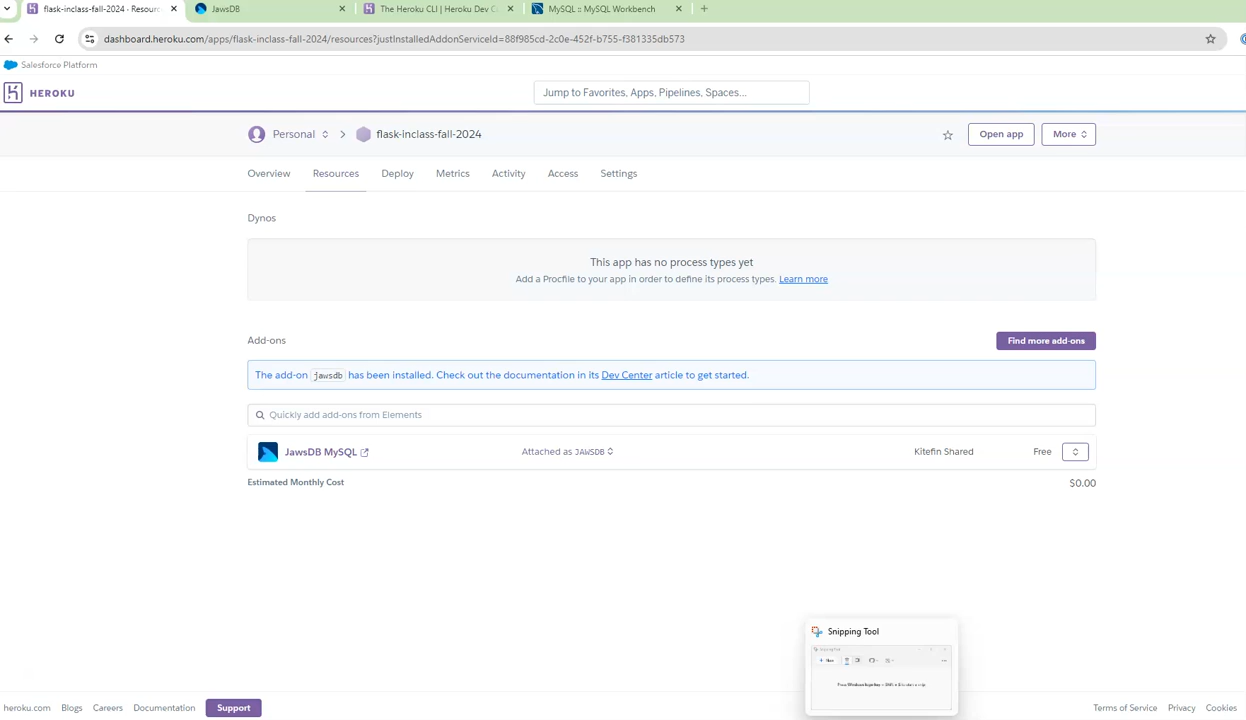 flask-inclass-fall-2024 - Resourc
JawsDB
The Heroku CLI | Heroku Dev C
MySQL :: MySQL Workbench
dashboard.heroku.com/apps/flask-inclass-fall-2024/resources?justInstalledAddonServiceId=88f985cd-2c0e-452f-b755-f381335db573
Salesforce Platform
HEROKU
Jump to Favorites, Apps, Pipelines, Spaces...
Personal
flask-inclass-fall-2024
Open app
More
Overview
Resources
Deploy
Metrics
Activity
Access
Settings
Dynos
This app has no process types yet
Add a Procfile to your app in order to define its process types. Learn more
Add-ons
Find more add-ons
The add-on jawsdb has been installed. Check out the documentation in its Dev Center article to get started.
Quickly add add-ons from Elements
JawsDB MySQL
Attached as JAWSDB
Kitefin Shared
Free
Estimated Monthly Cost
$0.00
Snipping Tool
New
heroku.com
Blogs
Careers
Documentation
Support
Terms of Service
Privacy
Cookies